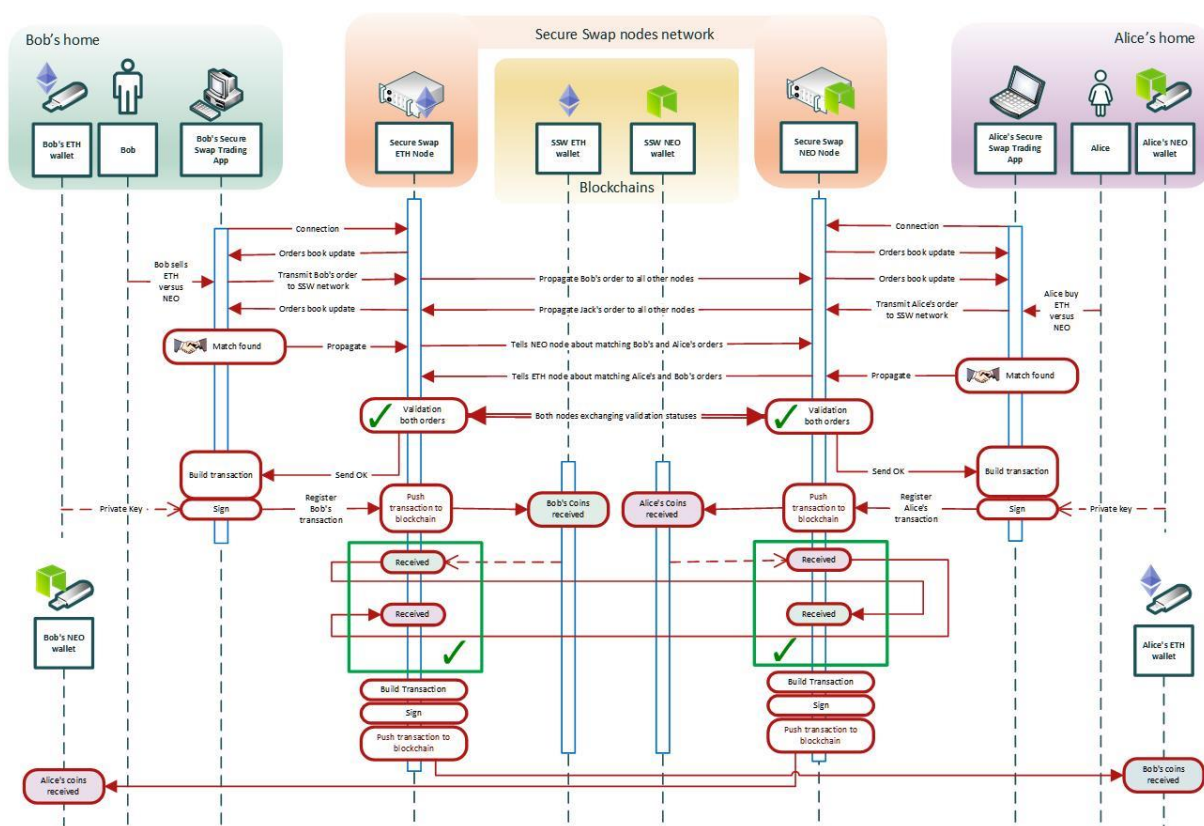 Bob's home
Secure Swap nodes network
Alice's home
Bob's ETH
wallet
Bob
Bob's Secure
Swap Trading
App
Secure Swap
ETH Node
SSW ETH
wallet
SSW NEO
wallet
Secure Swap
NEO Node
Alice's Secure
Swap Trading
App
Alice
Alice's NEO
wallet
Blockchains
Connection
Connection
Orders book update
Orders book update
Bob sells
ETH
versus
NEO
Transmit Bob's order
to SSW network
Propagate Bob's order to all other nodes
Orders book update
Orders book update
Propagate Jack's order to all other nodes
Transmit Alice's order
to SSW network
Alice buy
ETH
versus
NEO
Match found
Propagate
Tells NEO node about matching Bob's and Alice's orders
Tells ETH node about matching Alice's and Bob's orders
Propagate
Match found
Validation
both orders
Both nodes exchanging validation statuses
Validation
both orders
Build transaction
Send OK
Send OK
Build transaction
Private Key
Sign
Register
Bob's
transaction
Push
transaction to
blockchain
Bob's Coins
received
Alice's Coins
received
Push
transaction to
blockchain
Register
Alice's
transaction
Sign
Private key
Received
Received
Received
Received
Bob's NEO
wallet
Alice's ETH
wallet
Build Transaction
Sign
Push transaction to
blockchain
Build Transaction
Sign
Push transaction to
blockchain
Alice's coins
received
Bob's coins
received